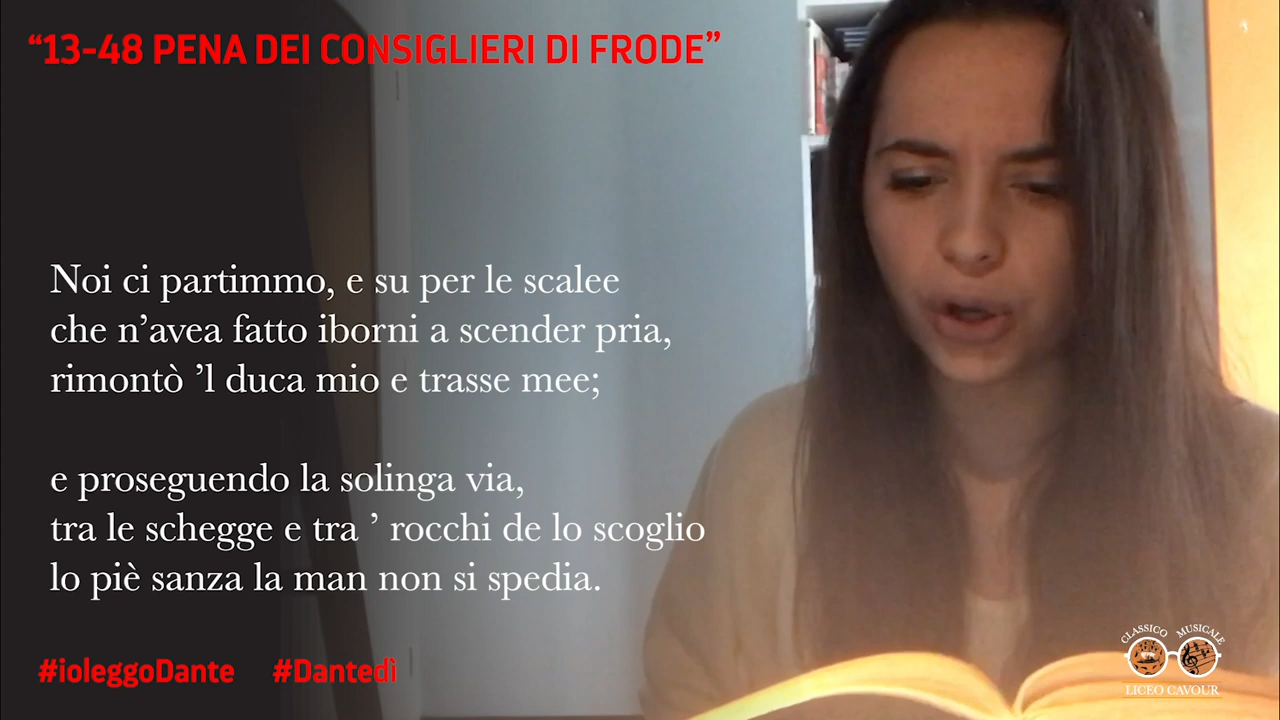 “13-48 PENA DEI CONSIGLIERI DI FRODE”
Noi ci partimmo, e su per le scalee
che n’avea fatto iborni a scender pria,
rimontò ’l duca mio e trasse mee;
e proseguendo la solinga via,
tra le schegge e tra ’ rocchi de lo scoglio
lo piè sanza la man non si spedia.
#ioleggoDante #Dantedì
CLASSICO MUSICALE
LICEO CAVOUR